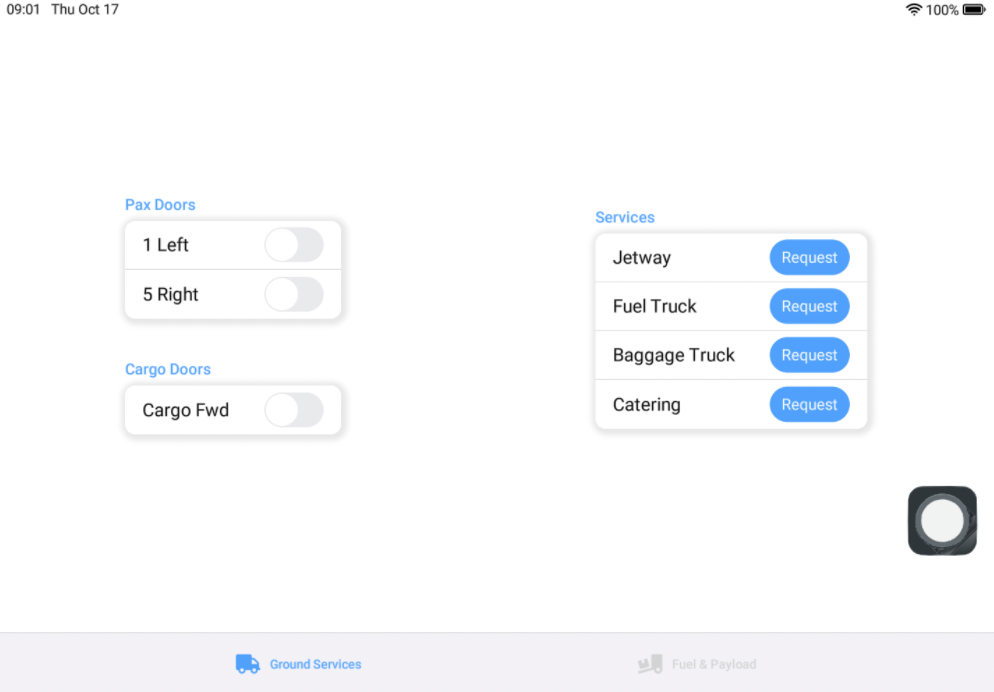 09:01 Thu Oct 17
100%
Pax Doors
1 Left
5 Right
Cargo Doors
Cargo Fwd
Services
Jetway Request
Fuel Truck Request
Baggage Truck Request
Catering Request
Ground Services
Fuel & Payload